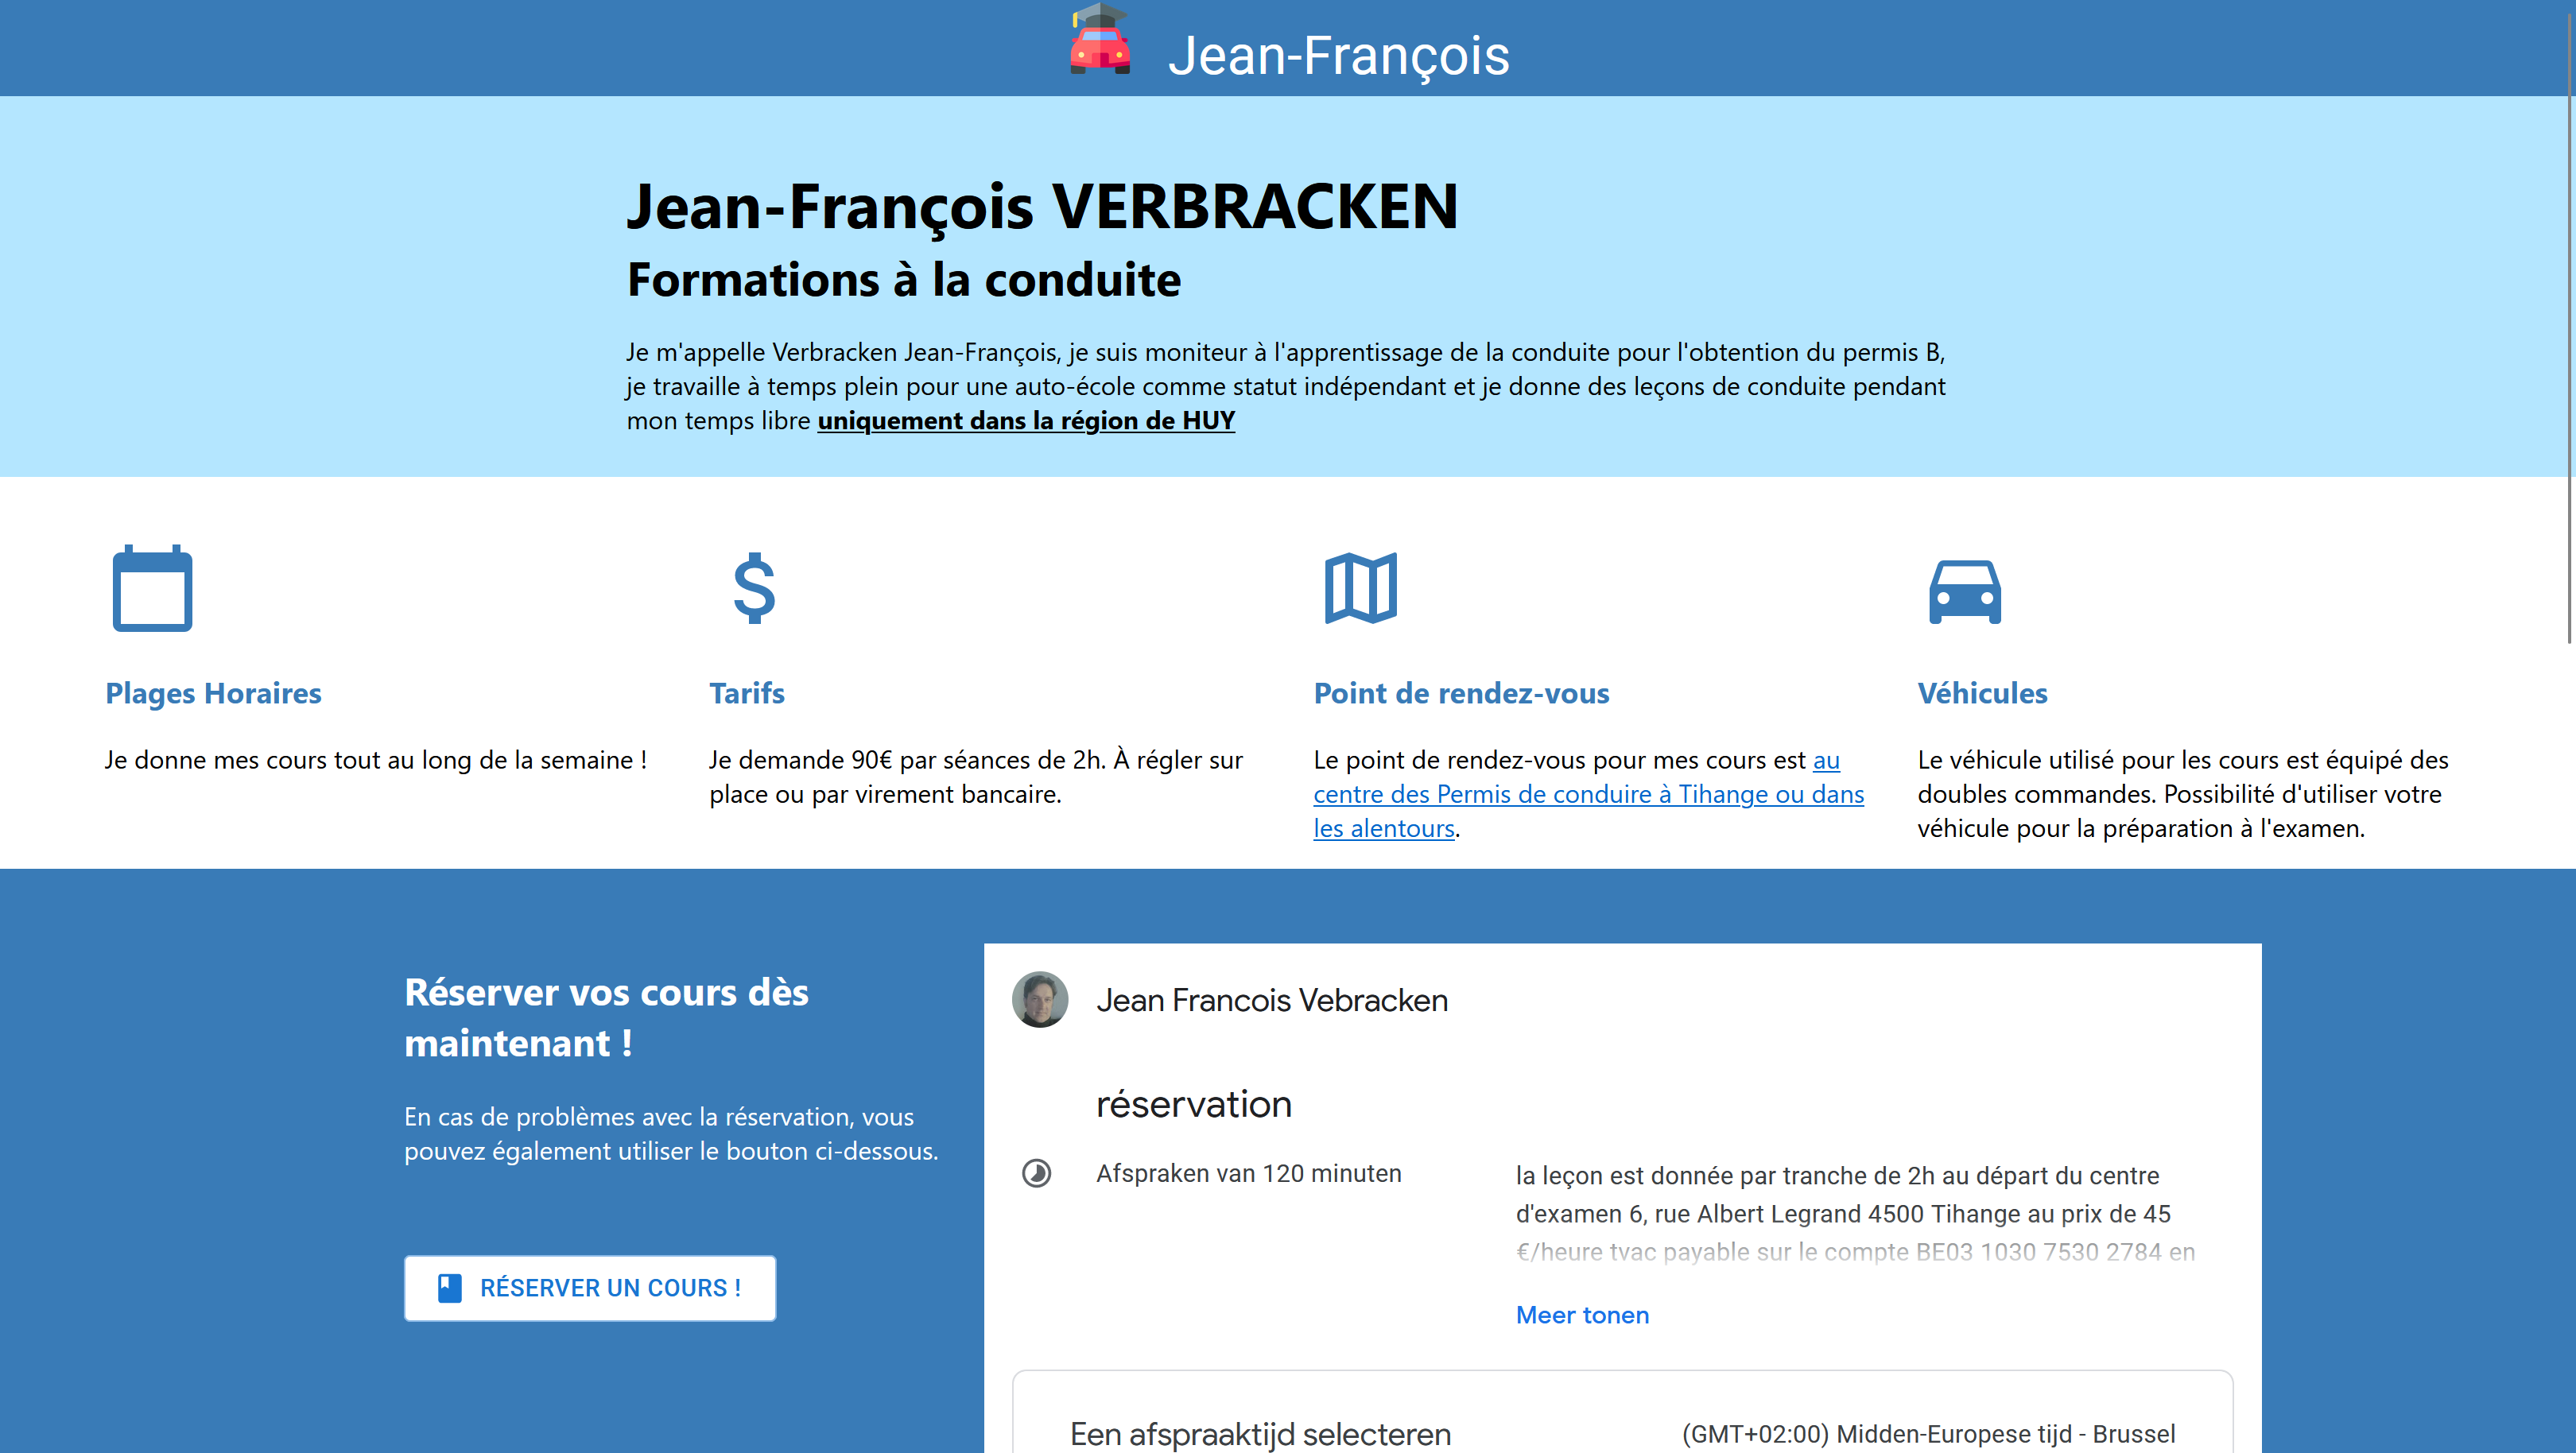 Jean-François
Jean-François VERBRACKEN
Formations à la conduite
Je m'appelle Verbracken Jean-François, je suis moniteur à l'apprentissage de la conduite pour l'obtention du permis B,
je travaille à temps plein pour une auto-école comme statut indépendant et je donne des leçons de conduite pendant
mon temps libre uniquement dans la région de HUY
Plages Horaires
Je donne mes cours tout au long de la semaine !
Tarifs
Je demande 90€ par séances de 2h. À régler sur
place ou par virement bancaire.
Point de rendez-vous
Le point de rendez-vous pour mes cours est au
centre des Permis de conduire à Tihange ou dans
les alentours.
Véhicules
Le véhicule utilisé pour les cours est équipé des
doubles commandes. Possibilité d'utiliser votre
véhicule pour la préparation à l'examen.
Réserver vos cours dès
maintenant !
En cas de problèmes avec la réservation, vous
pouvez également utiliser le bouton ci-dessous.
RÉSERVER UN COURS !
Jean Francois Vebracken
réservation
Afspraken van 120 minuten
la leçon est donnée par tranche de 2h au départ du centre
d'examen 6, rue Albert Legrand 4500 Tihange au prix de 45
€/heure tvac payable sur le compte BE03 1030 7530 2784 en
Meer tonen
Een afspraaktijd selecteren
(GMT+02:00) Midden-Europese tijd - Brussel